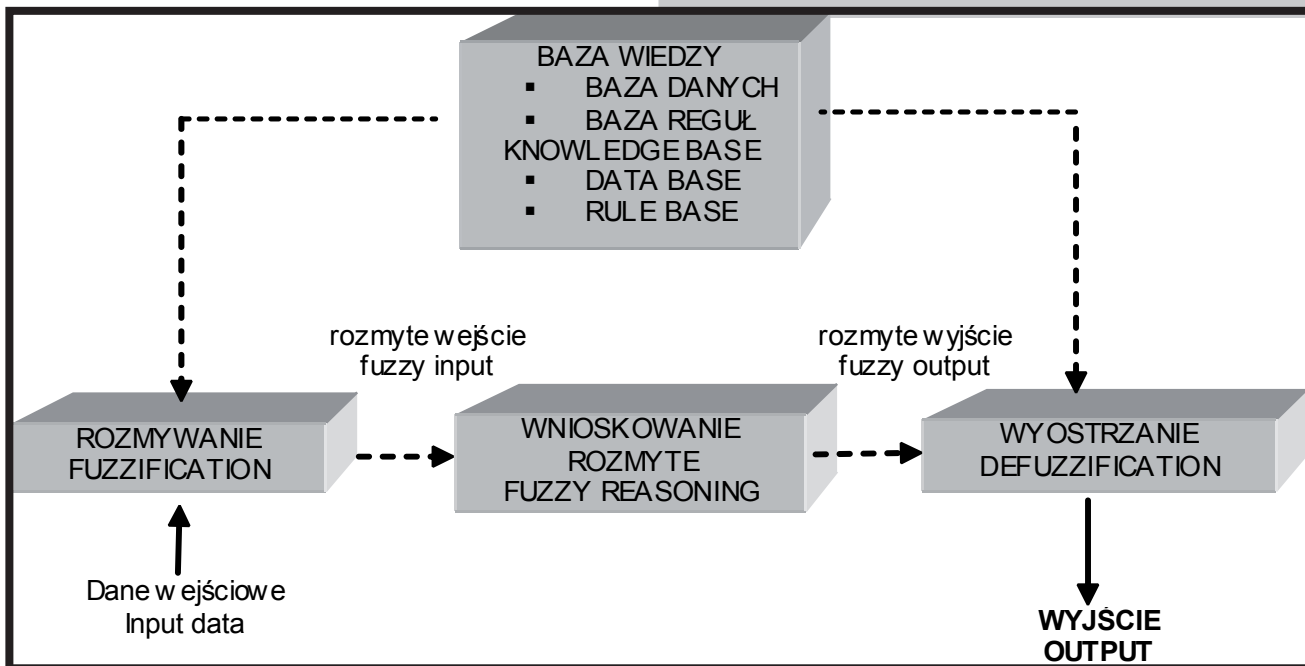 BAZA WIEDZY
▪ BAZA DANYCH
▪ BAZA REGUŁ
KNOWLEDGE BASE
▪ DATA BASE
▪ RULE BASE
rozmyte wejście
fuzzy input
rozmyte wyjście
fuzzy output
ROZMYWANIE
FUZZIFICATION
WNIOSKOWANIE
ROZMYTE
FUZZY REASONING
WYOSTRZANIE
DEFUZZIFICATION
Dane wejściowe
Input data
WYJŚCIE
OUTPUT